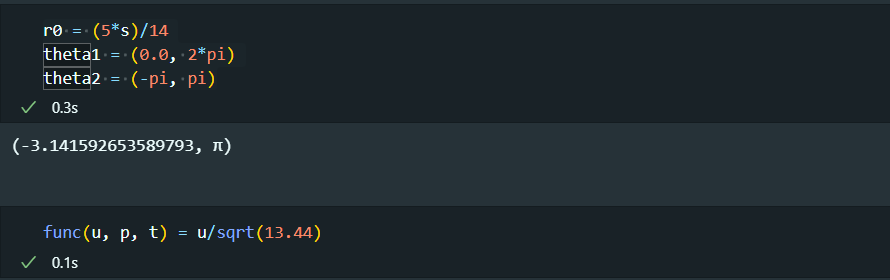 r0 = (5*s)/14
theta1 = (0.0, 2*pi)
theta2 = (-pi, pi)
✓ 0.3s
(-3.141592653589793, π)
func(u, p, t) = u/sqrt(13.44)
✓ 0.1s